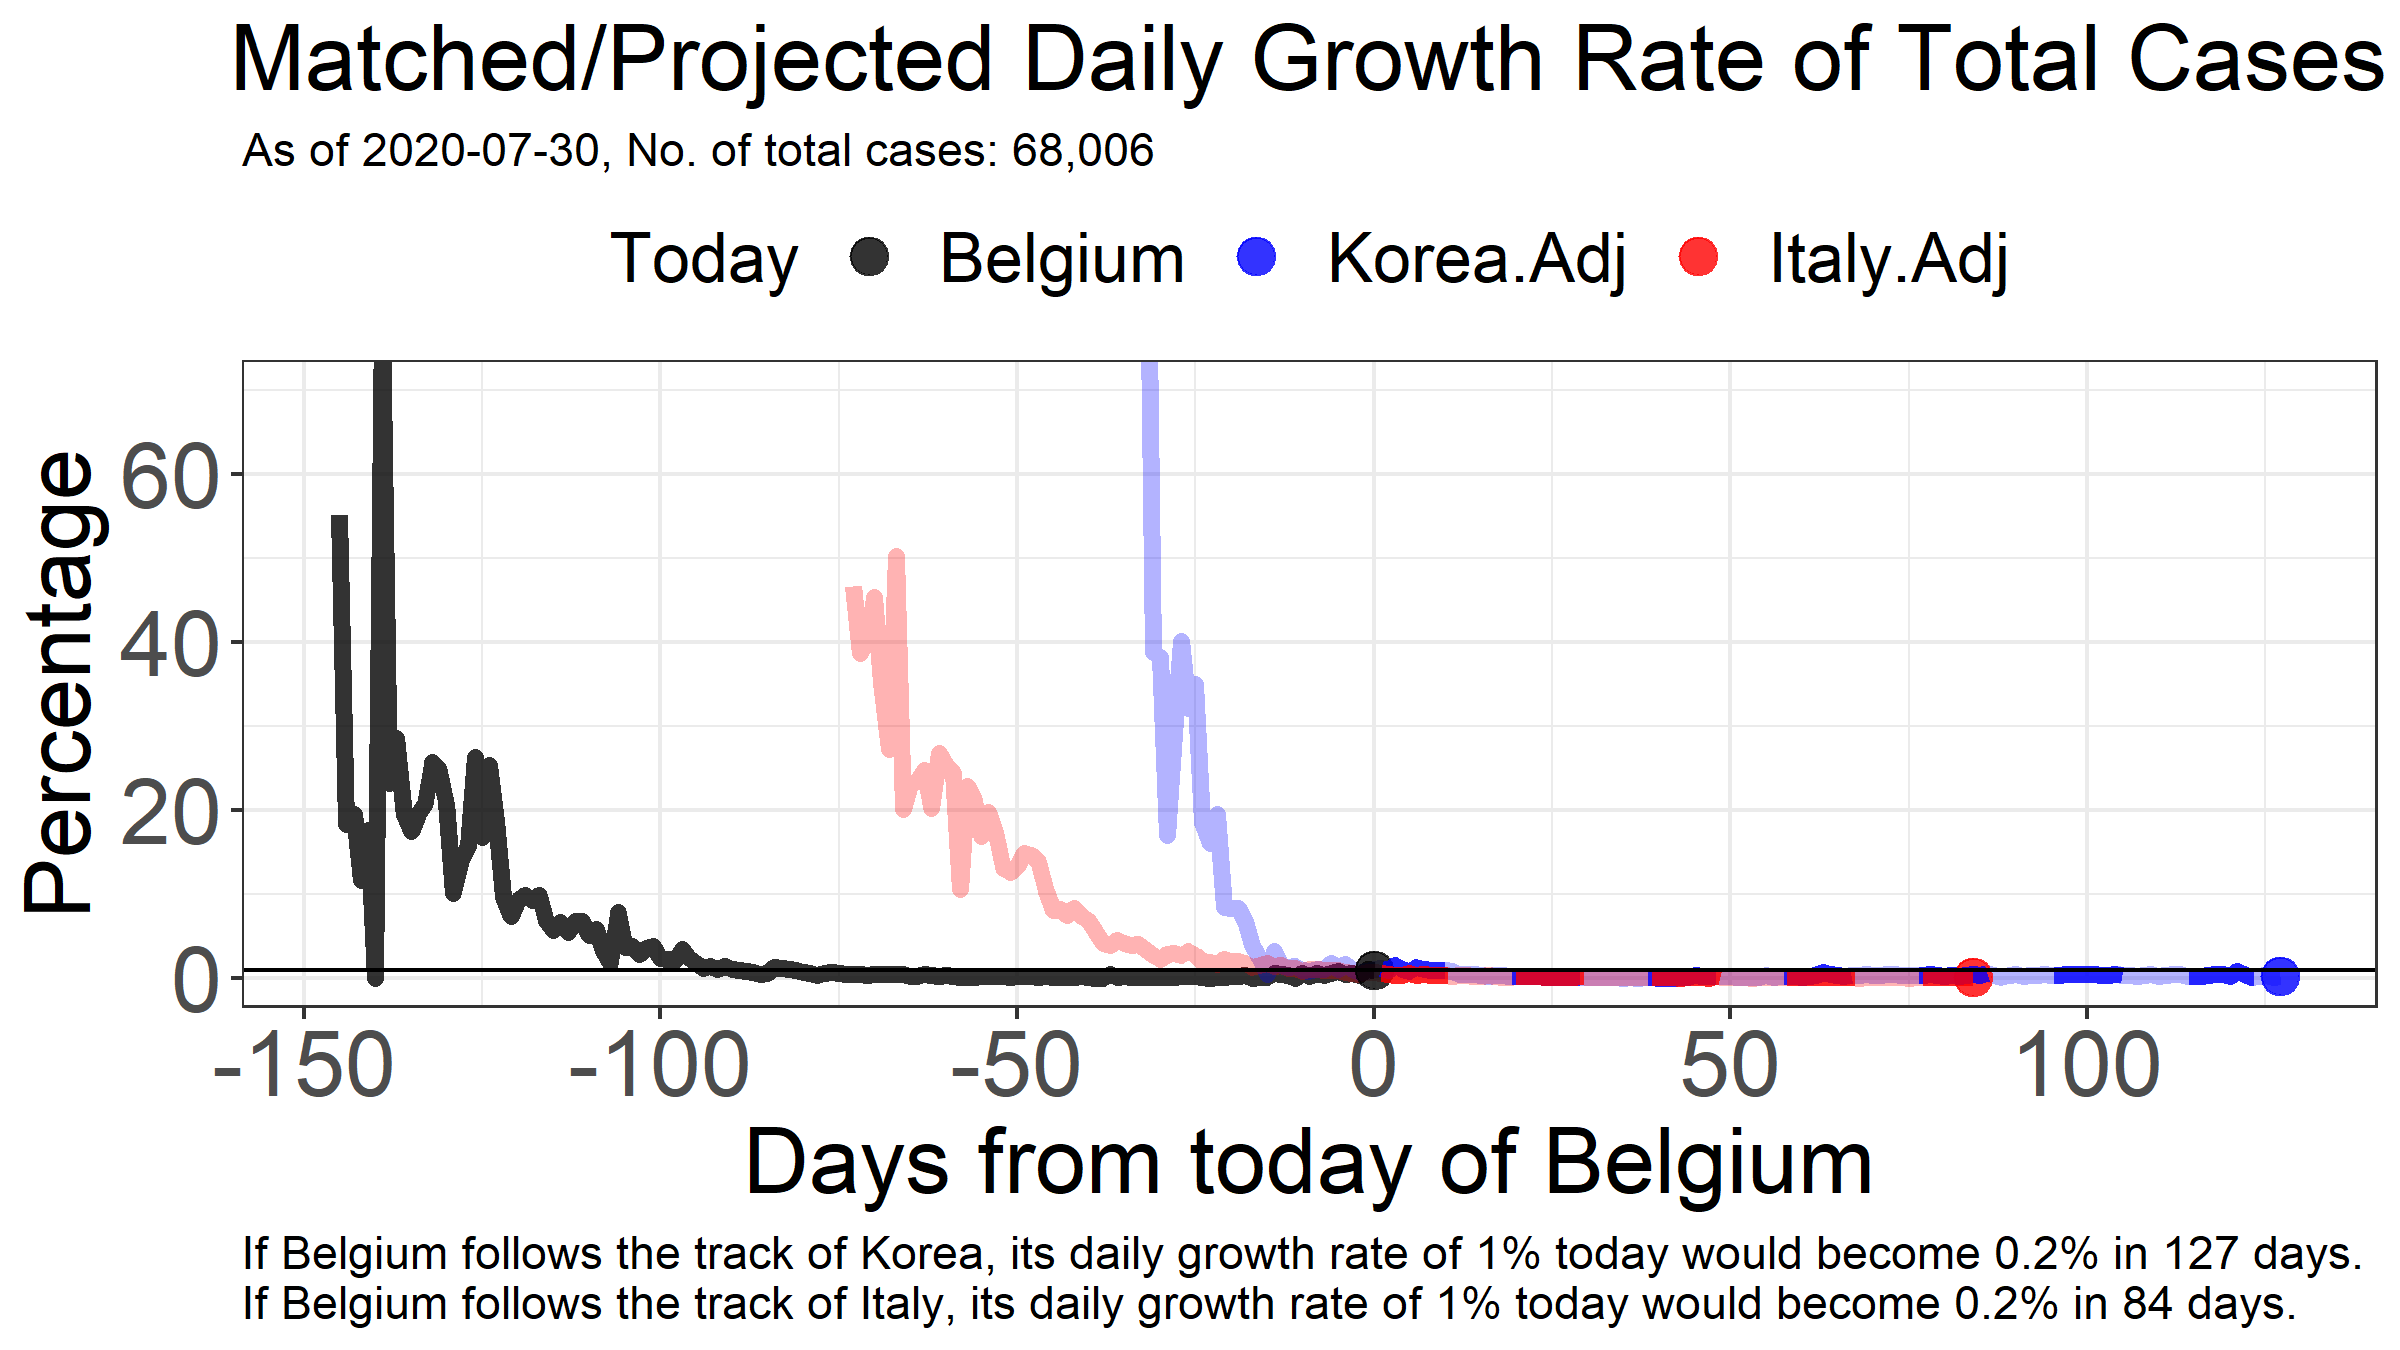 Matched/Projected Daily Growth Rate of Total Cases
As of 2020-07-30, No. of total cases: 68,006
Today Belgium Korea.Adj Italy.Adj
Percentage
60
40
20
0
-150 -100 -50 0 50 100
Days from today of Belgium
If Belgium follows the track of Korea, its daily growth rate of 1% today would become 0.2% in 127 days.
If Belgium follows the track of Italy, its daily growth rate of 1% today would become 0.2% in 84 days.